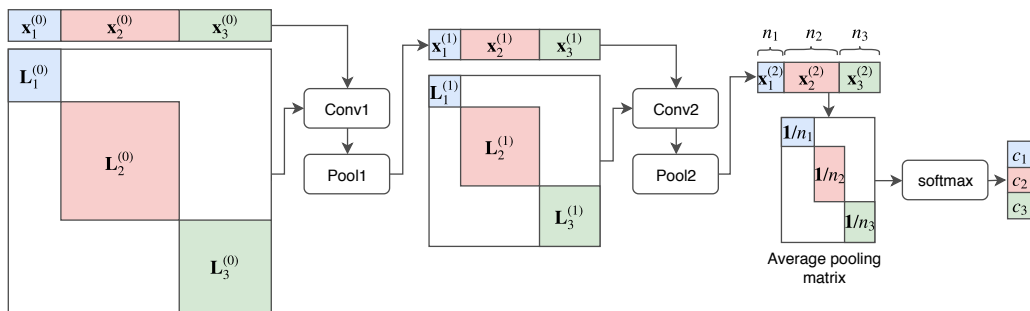 x₁⁽⁰⁾ x₂⁽⁰⁾ x₃⁽⁰⁾
L₁⁽⁰⁾
L₂⁽⁰⁾
L₃⁽⁰⁾
Conv1
Pool1
x₁⁽¹⁾ x₂⁽¹⁾ x₃⁽¹⁾
L₁⁽¹⁾
L₂⁽¹⁾
L₃⁽¹⁾
Conv2
Pool2
n₁ n₂ n₃
x₁⁽²⁾ x₂⁽²⁾ x₃⁽²⁾
1/n₁
1/n₂
1/n₃
Average pooling
matrix
softmax
c₁
c₂
c₃